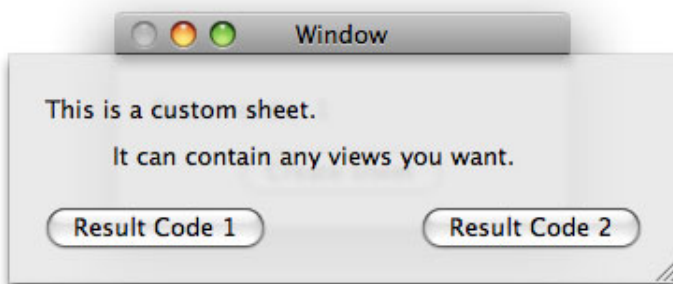 Window
This is a custom sheet.
It can contain any views you want.
Result Code 1 Result Code 2